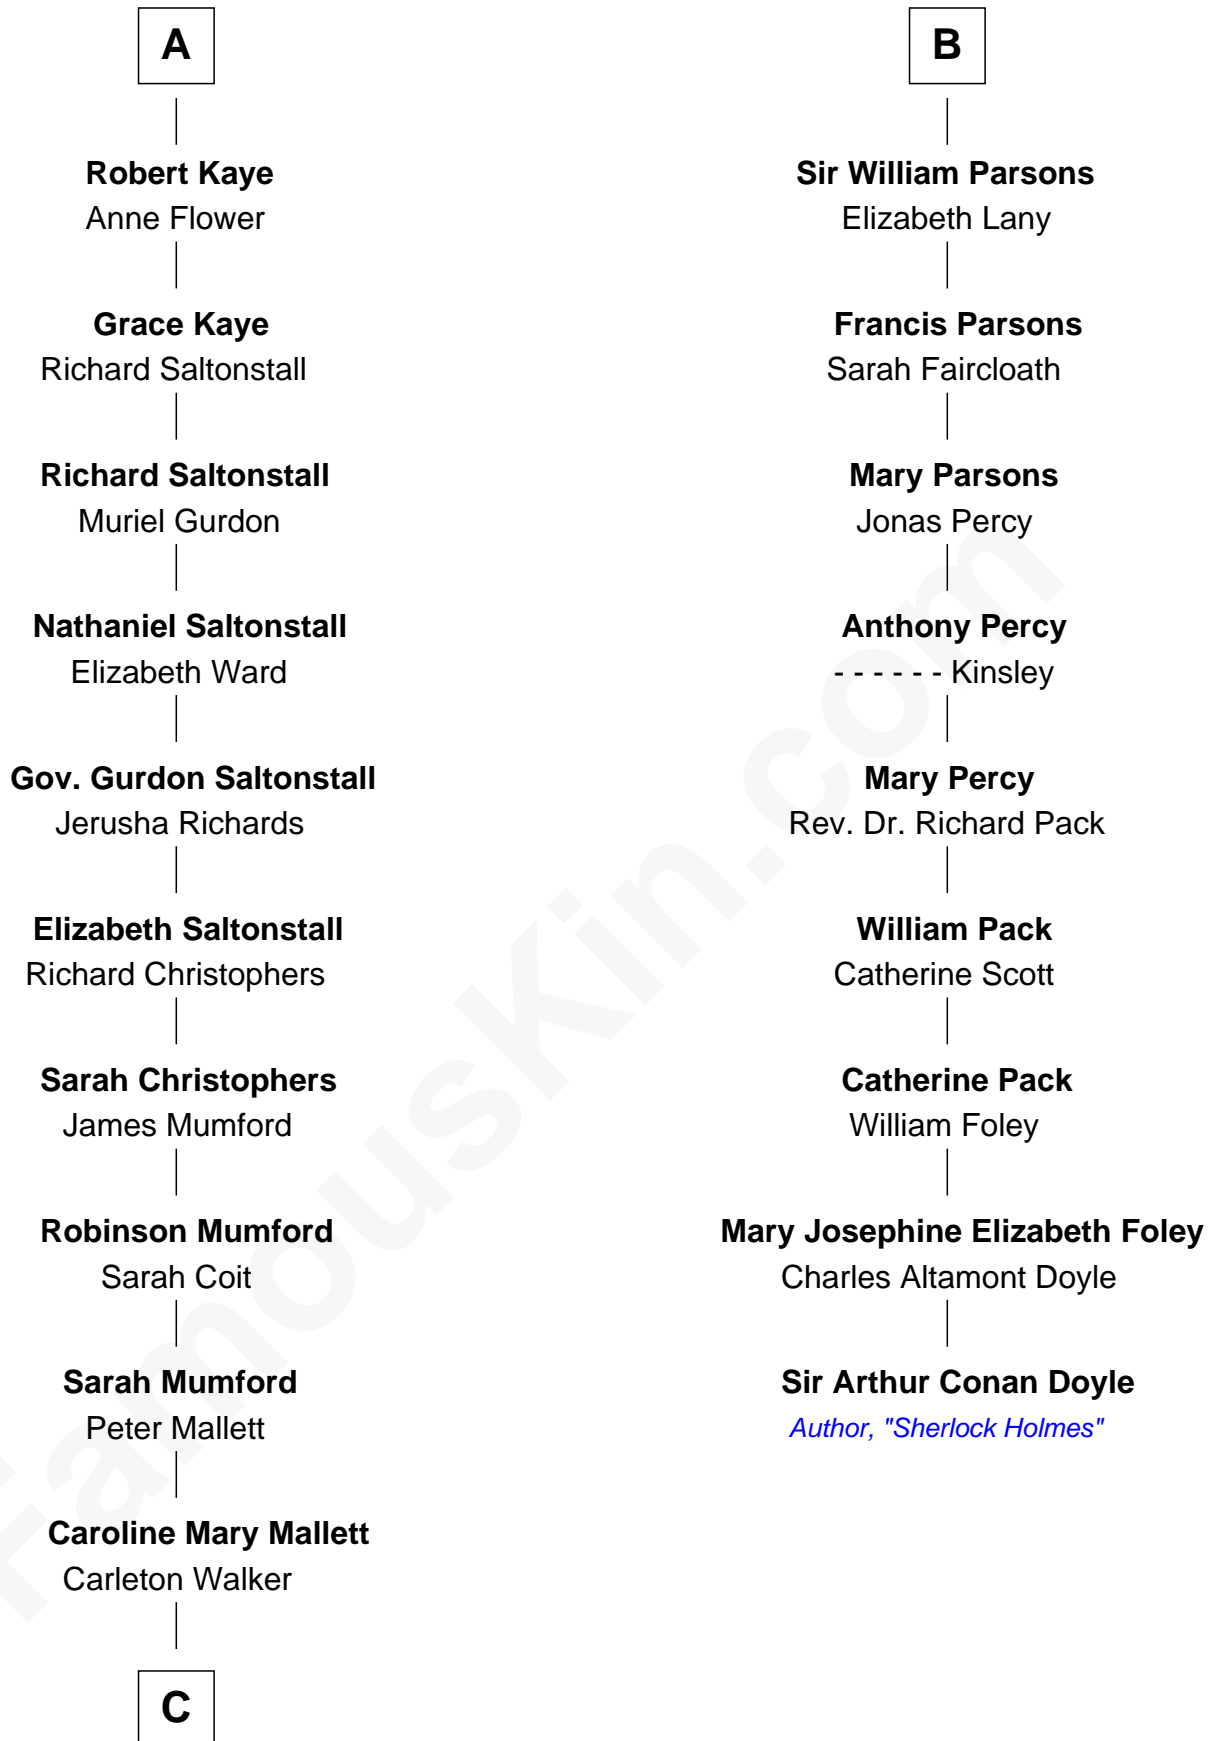 A
Robert Kaye
Anne Flower
Grace Kaye
Richard Saltonstall
Richard Saltonstall
Muriel Gurdon
Nathaniel Saltonstall
Elizabeth Ward
Gov. Gurdon Saltonstall
Jerusha Richards
Elizabeth Saltonstall
Richard Christophers
Sarah Christophers
James Mumford
Robinson Mumford
Sarah Coit
Sarah Mumford
Peter Mallett
Caroline Mary Mallett
Carleton Walker
C
B
Sir William Parsons
Elizabeth Lany
Francis Parsons
Sarah Faircloath
Mary Parsons
Jonas Percy
Anthony Percy
- - - - - - Kinsley
Mary Percy
Rev. Dr. Richard Pack
William Pack
Catherine Scott
Catherine Pack
William Foley
Mary Josephine Elizabeth Foley
Charles Altamont Doyle
Sir Arthur Conan Doyle
Author, "Sherlock Holmes"
FamousKin.com